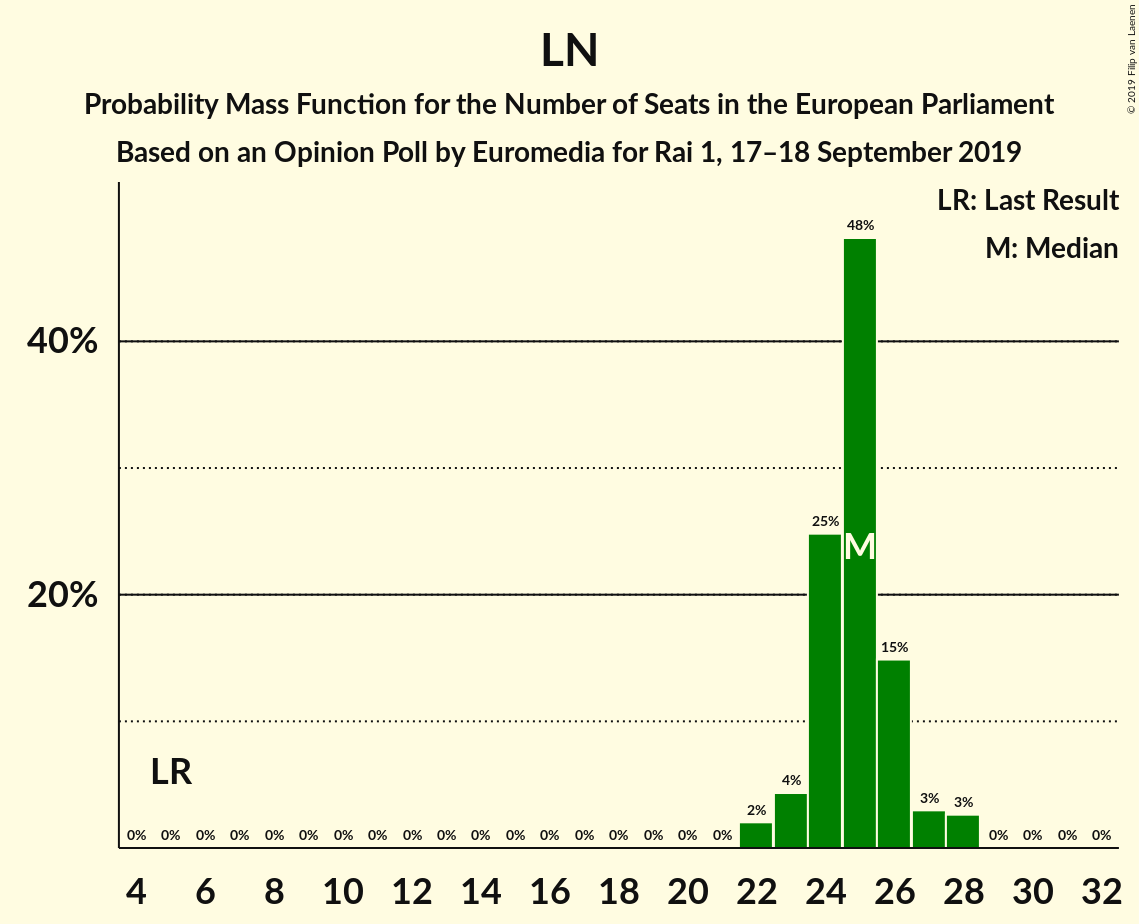 LN
Probability Mass Function for the Number of Seats in the European Parliament
Based on an Opinion Poll by Euromedia for Rai 1, 17–18 September 2019
© 2019 Filip van Laenen
LR: Last Result
M: Median
48%
40%
25%
M
20%
15%
LR
4%
3%
3%
2%
0% 0% 0% 0% 0% 0% 0% 0% 0% 0% 0% 0% 0% 0% 0% 0% 0% 0% 0% 0% 0% 0%
4 6 8 10 12 14 16 18 20 22 24 26 28 30 32